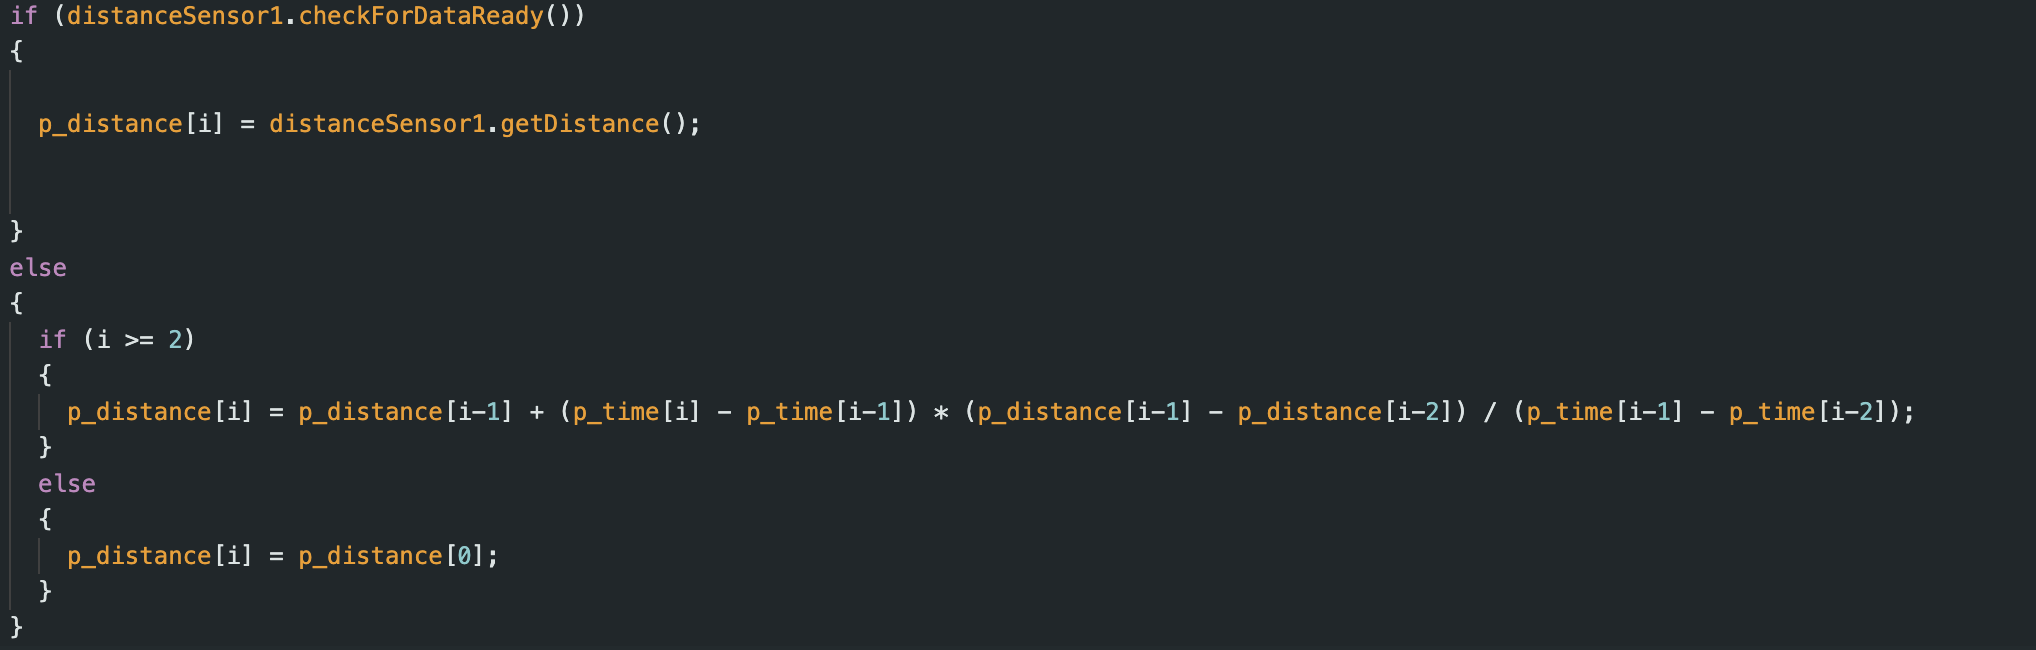 if (distanceSensor1.checkForDataReady())
{
p_distance[i] = distanceSensor1.getDistance();
}
else
{
if (i >= 2)
{
p_distance[i] = p_distance[i-1] + (p_time[i] - p_time[i-1]) * (p_distance[i-1] - p_distance[i-2]) / (p_time[i-1] - p_time[i-2]);
}
else
{
p_distance[i] = p_distance[0];
}
}